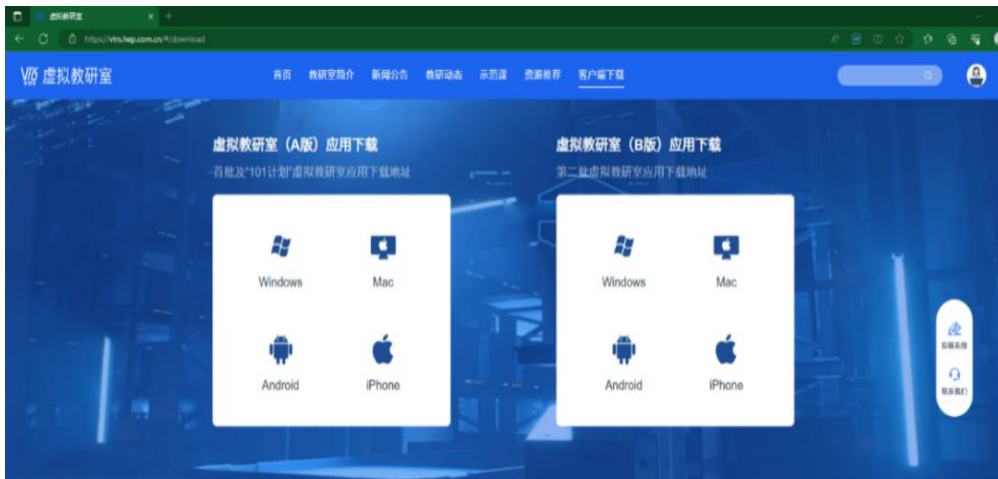 虚拟教研室
https://vtrs.hep.com.cn/#/download
虚拟教研室
首页 教研室简介 新闻公告 教研动态 示范课 资源推荐 客户端下载
虚拟教研室（A版）应用下载
首批及“101计划”虚拟教研室应用下载地址
Windows
Mac
Android
iPhone
虚拟教研室（B版）应用下载
第二批虚拟教研室应用下载地址
Windows
Mac
Android
iPhone
联系我们